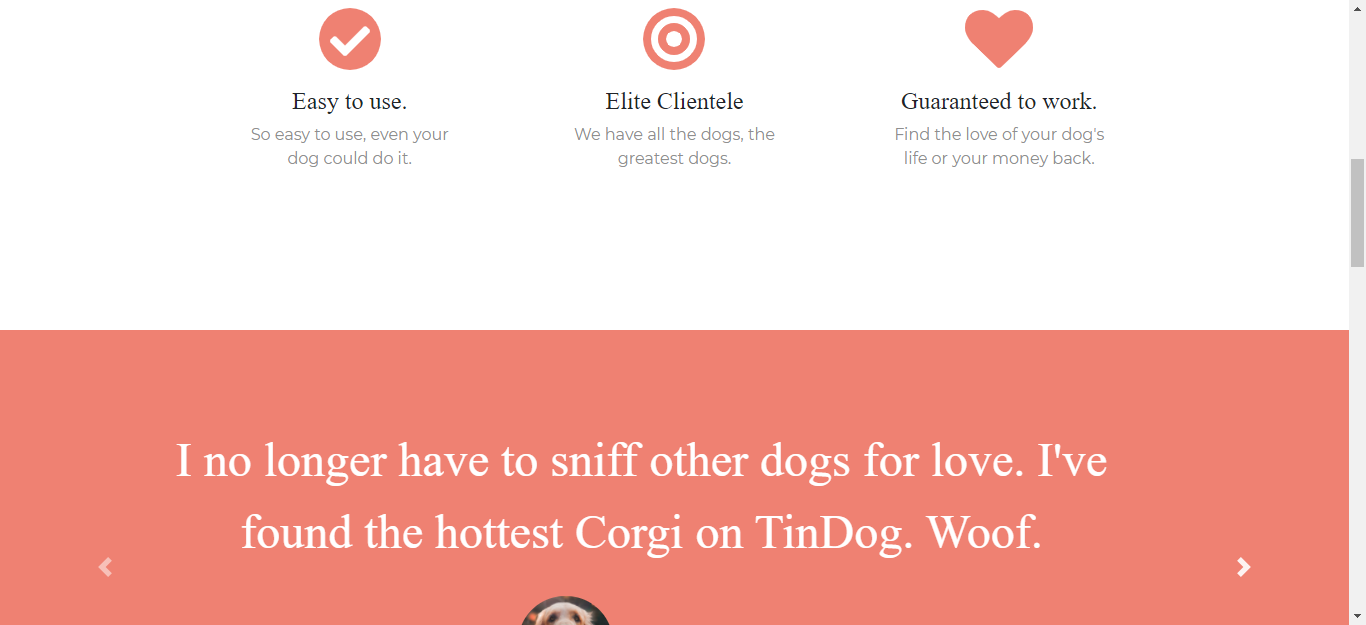 Easy to use.
Elite Clientele
Guaranteed to work.
So easy to use, even your
dog could do it.
We have all the dogs, the
greatest dogs.
Find the love of your dog's
life or your money back.
I no longer have to sniff other dogs for love. I've
found the hottest Corgi on TinDog. Woof.